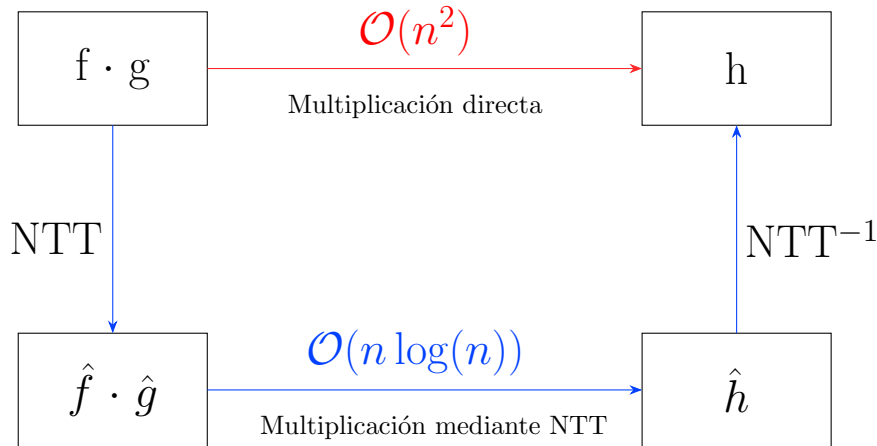 f · g
𝒪(n²)
Multiplicación directa
h
NTT
NTT⁻¹
f̂ · ĝ
𝒪(n log(n))
Multiplicación mediante NTT
ĥ